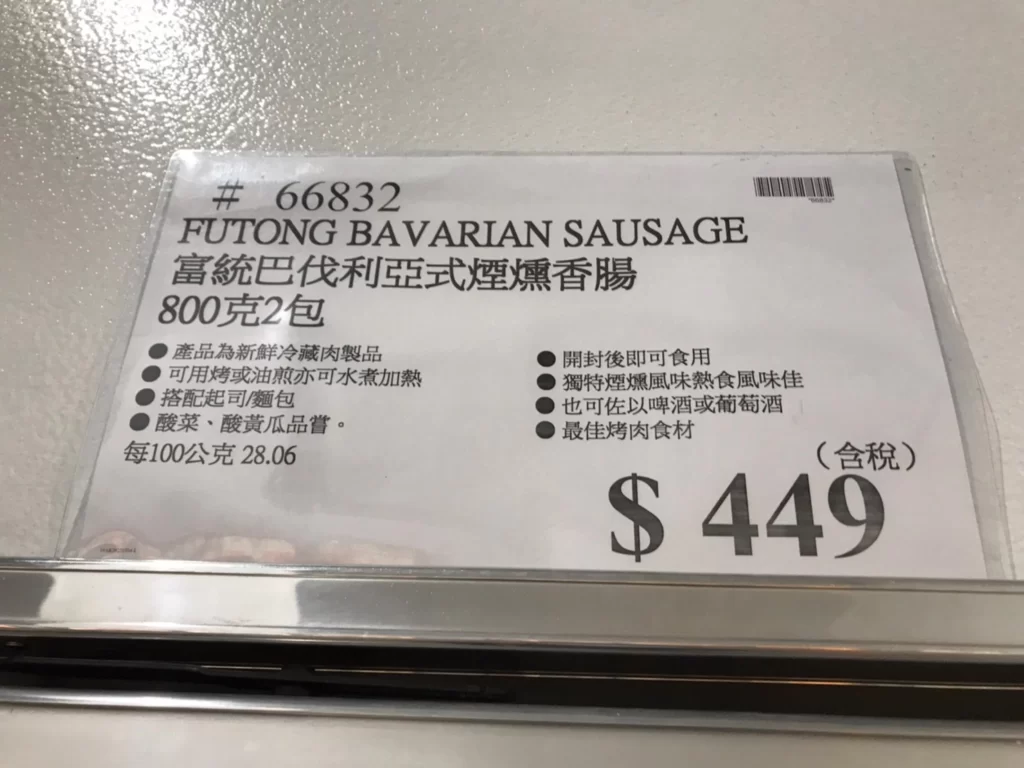 # 66832
*66832*
FUTONG BAVARIAN SAUSAGE
富統巴伐利亞式煙燻香腸
800克2包
● 產品為新鮮冷藏肉製品
● 可用烤或油煎亦可水煮加熱
● 搭配起司/麵包
● 酸菜、酸黃瓜品嘗。
每100公克 28.06
● 開封後即可食用
● 獨特煙燻風味熱食風味佳
● 也可佐以啤酒或葡萄酒
● 最佳烤肉食材
（含稅）
$ 449